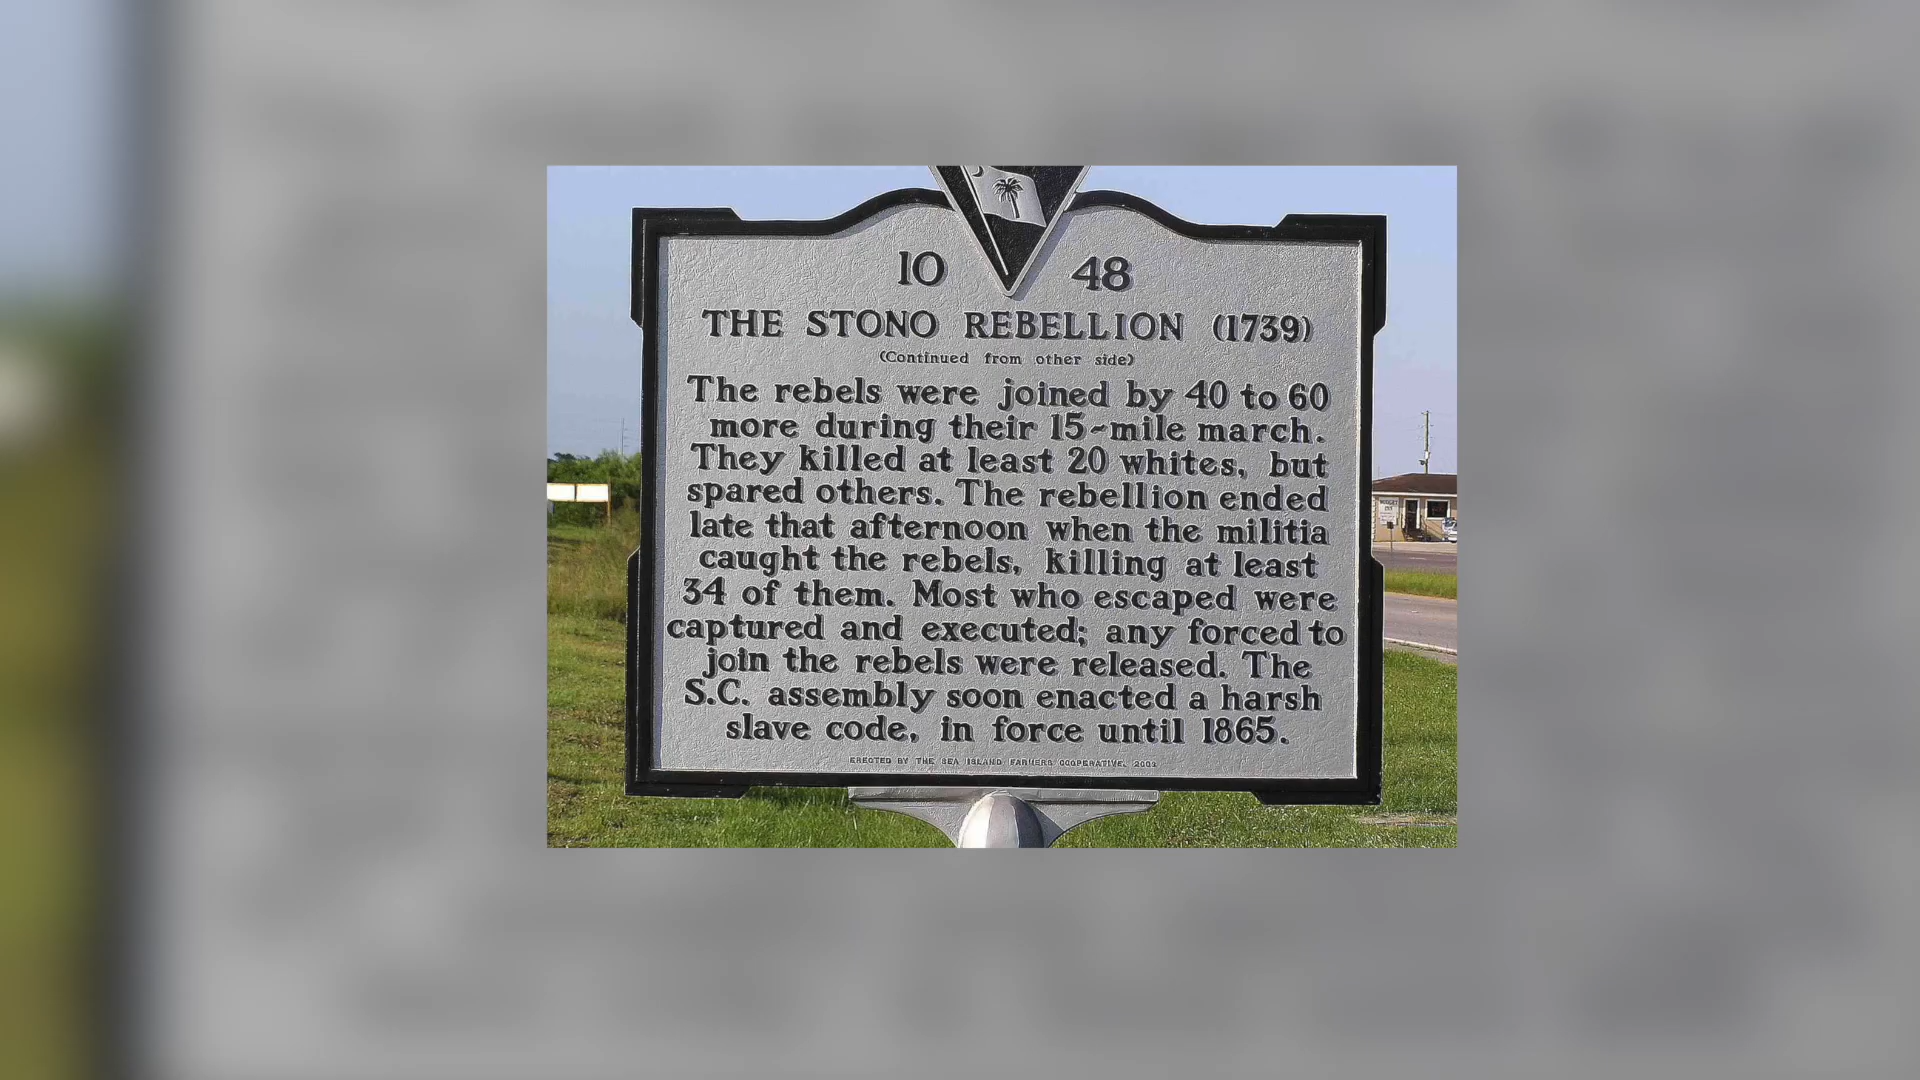 10 48
THE STONO REBELLION (1739)
(Continued from other side)
The rebels were joined by 40 to 60
more during their 15-mile march.
They killed at least 20 whites, but
spared others. The rebellion ended
late that afternoon when the militia
caught the rebels, killing at least
34 of them. Most who escaped were
captured and executed; any forced to
join the rebels were released. The
S.C. assembly soon enacted a harsh
slave code, in force until 1865.
ERECTED BY THE SEA ISLAND FARMERS COOPERATIVE,